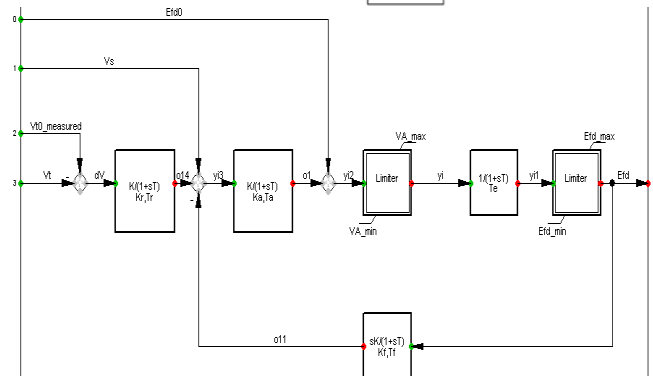 0
Efd0
1
Vs
2
Vt0_measured
3
Vt
-
dV
K/(1+sT)
Kr,Tr
o14
-
yi3
K/(1+sT)
Ka,Ta
o1
yi2
VA_max
Limiter
VA_min
yi
1/(1+sT)
Te
yi1
Efd_max
Limiter
Efd_min
Efd
o11
sK/(1+sT)
Kf,Tf